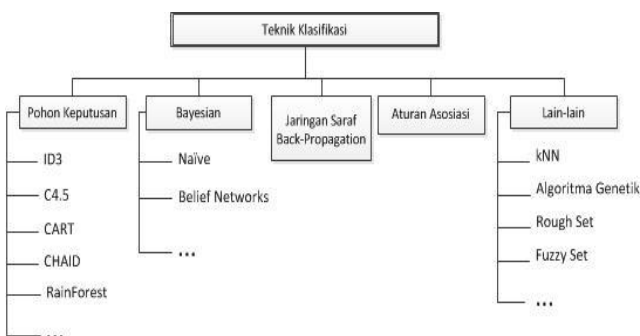 Teknik Klasifikasi
Pohon Keputusan
ID3
C4.5
CART
CHAID
RainForest
...
Bayesian
Naïve
Belief Networks
...
Jaringan Saraf
Back-Propagation
Aturan Asosiasi
Lain-lain
kNN
Algoritma Genetik
Rough Set
Fuzzy Set
...